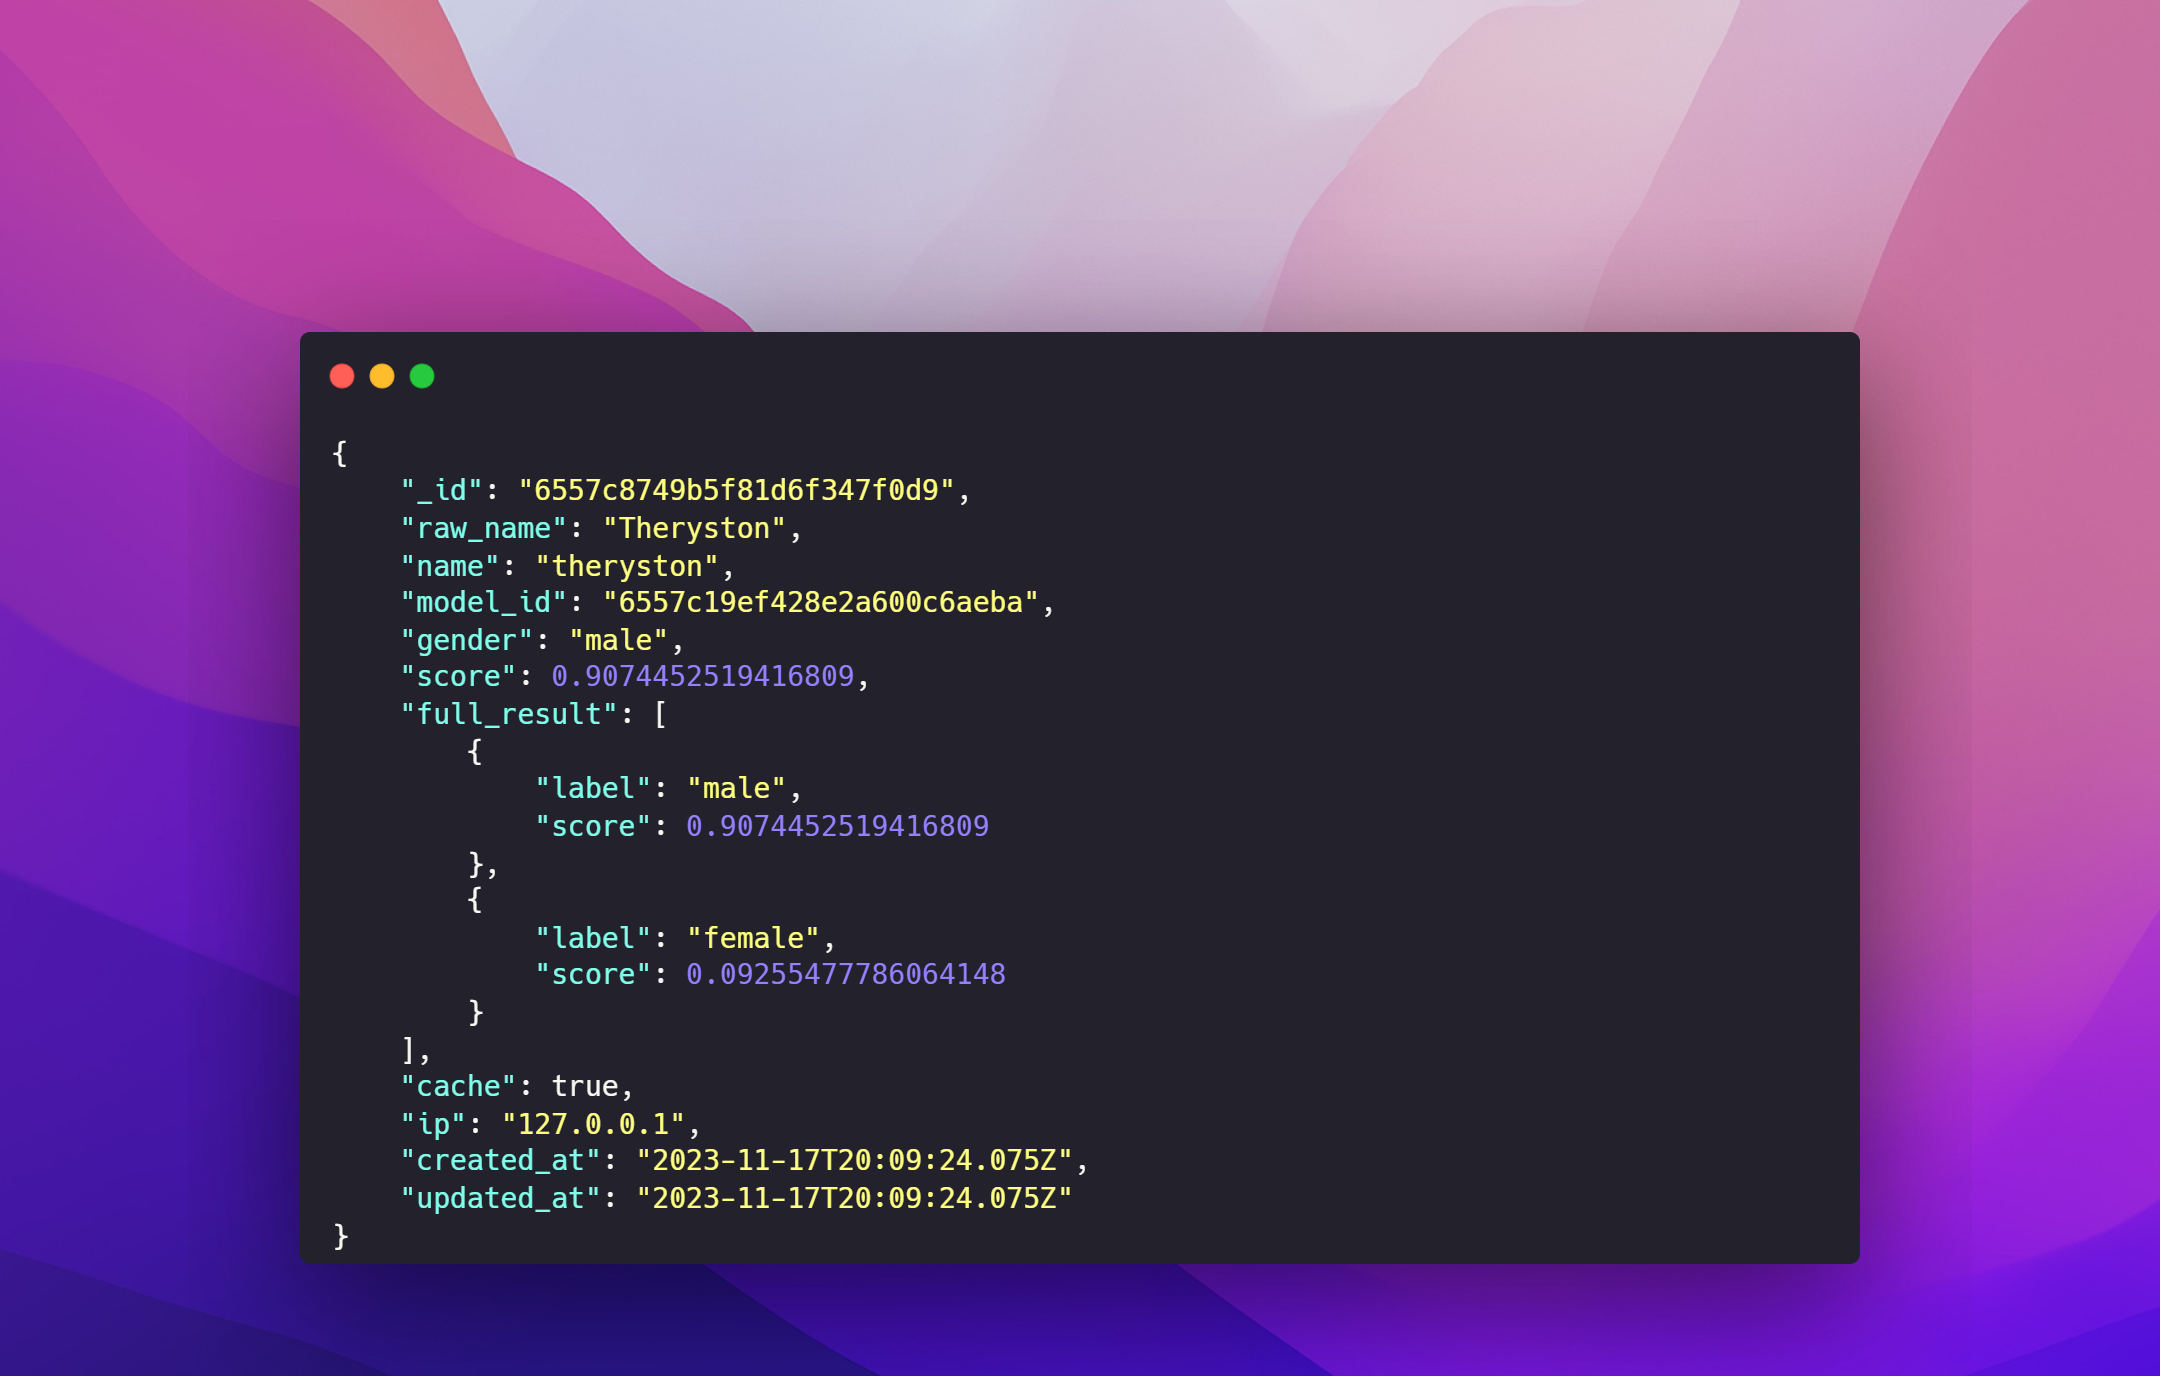 {
    "_id": "6557c8749b5f81d6f347f0d9",
    "raw_name": "Theryston",
    "name": "theryston",
    "model_id": "6557c19ef428e2a600c6aeba",
    "gender": "male",
    "score": 0.9074452519416809,
    "full_result": [
        {
            "label": "male",
            "score": 0.9074452519416809
        },
        {
            "label": "female",
            "score": 0.09255477786064148
        }
    ],
    "cache": true,
    "ip": "127.0.0.1",
    "created_at": "2023-11-17T20:09:24.075Z",
    "updated_at": "2023-11-17T20:09:24.075Z"
}